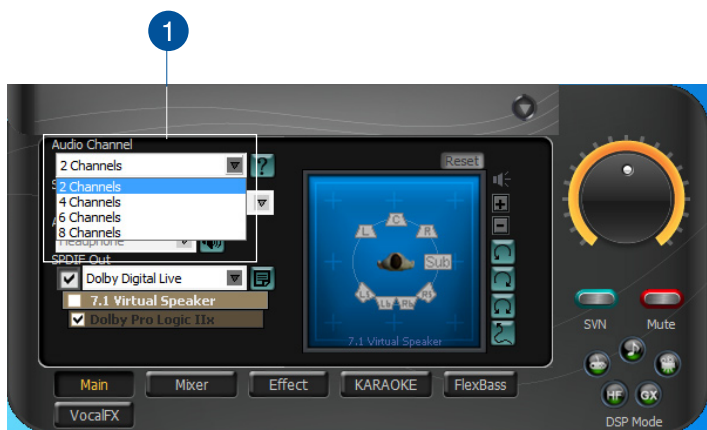 1
Audio Channel
2 Channels
?
Reset
2 Channels
4 Channels
6 Channels
8 Channels
Headphone
SPDIF Out
Dolby Digital Live
7.1 Virtual Speaker
Dolby Pro Logic IIx
L
C
R
Sub
Ls
Lb
Rb
Rs
7.1 Virtual Speaker
SVN
Mute
Main
Mixer
Effect
KARAOKE
FlexBass
VocalFX
HF
GX
DSP Mode